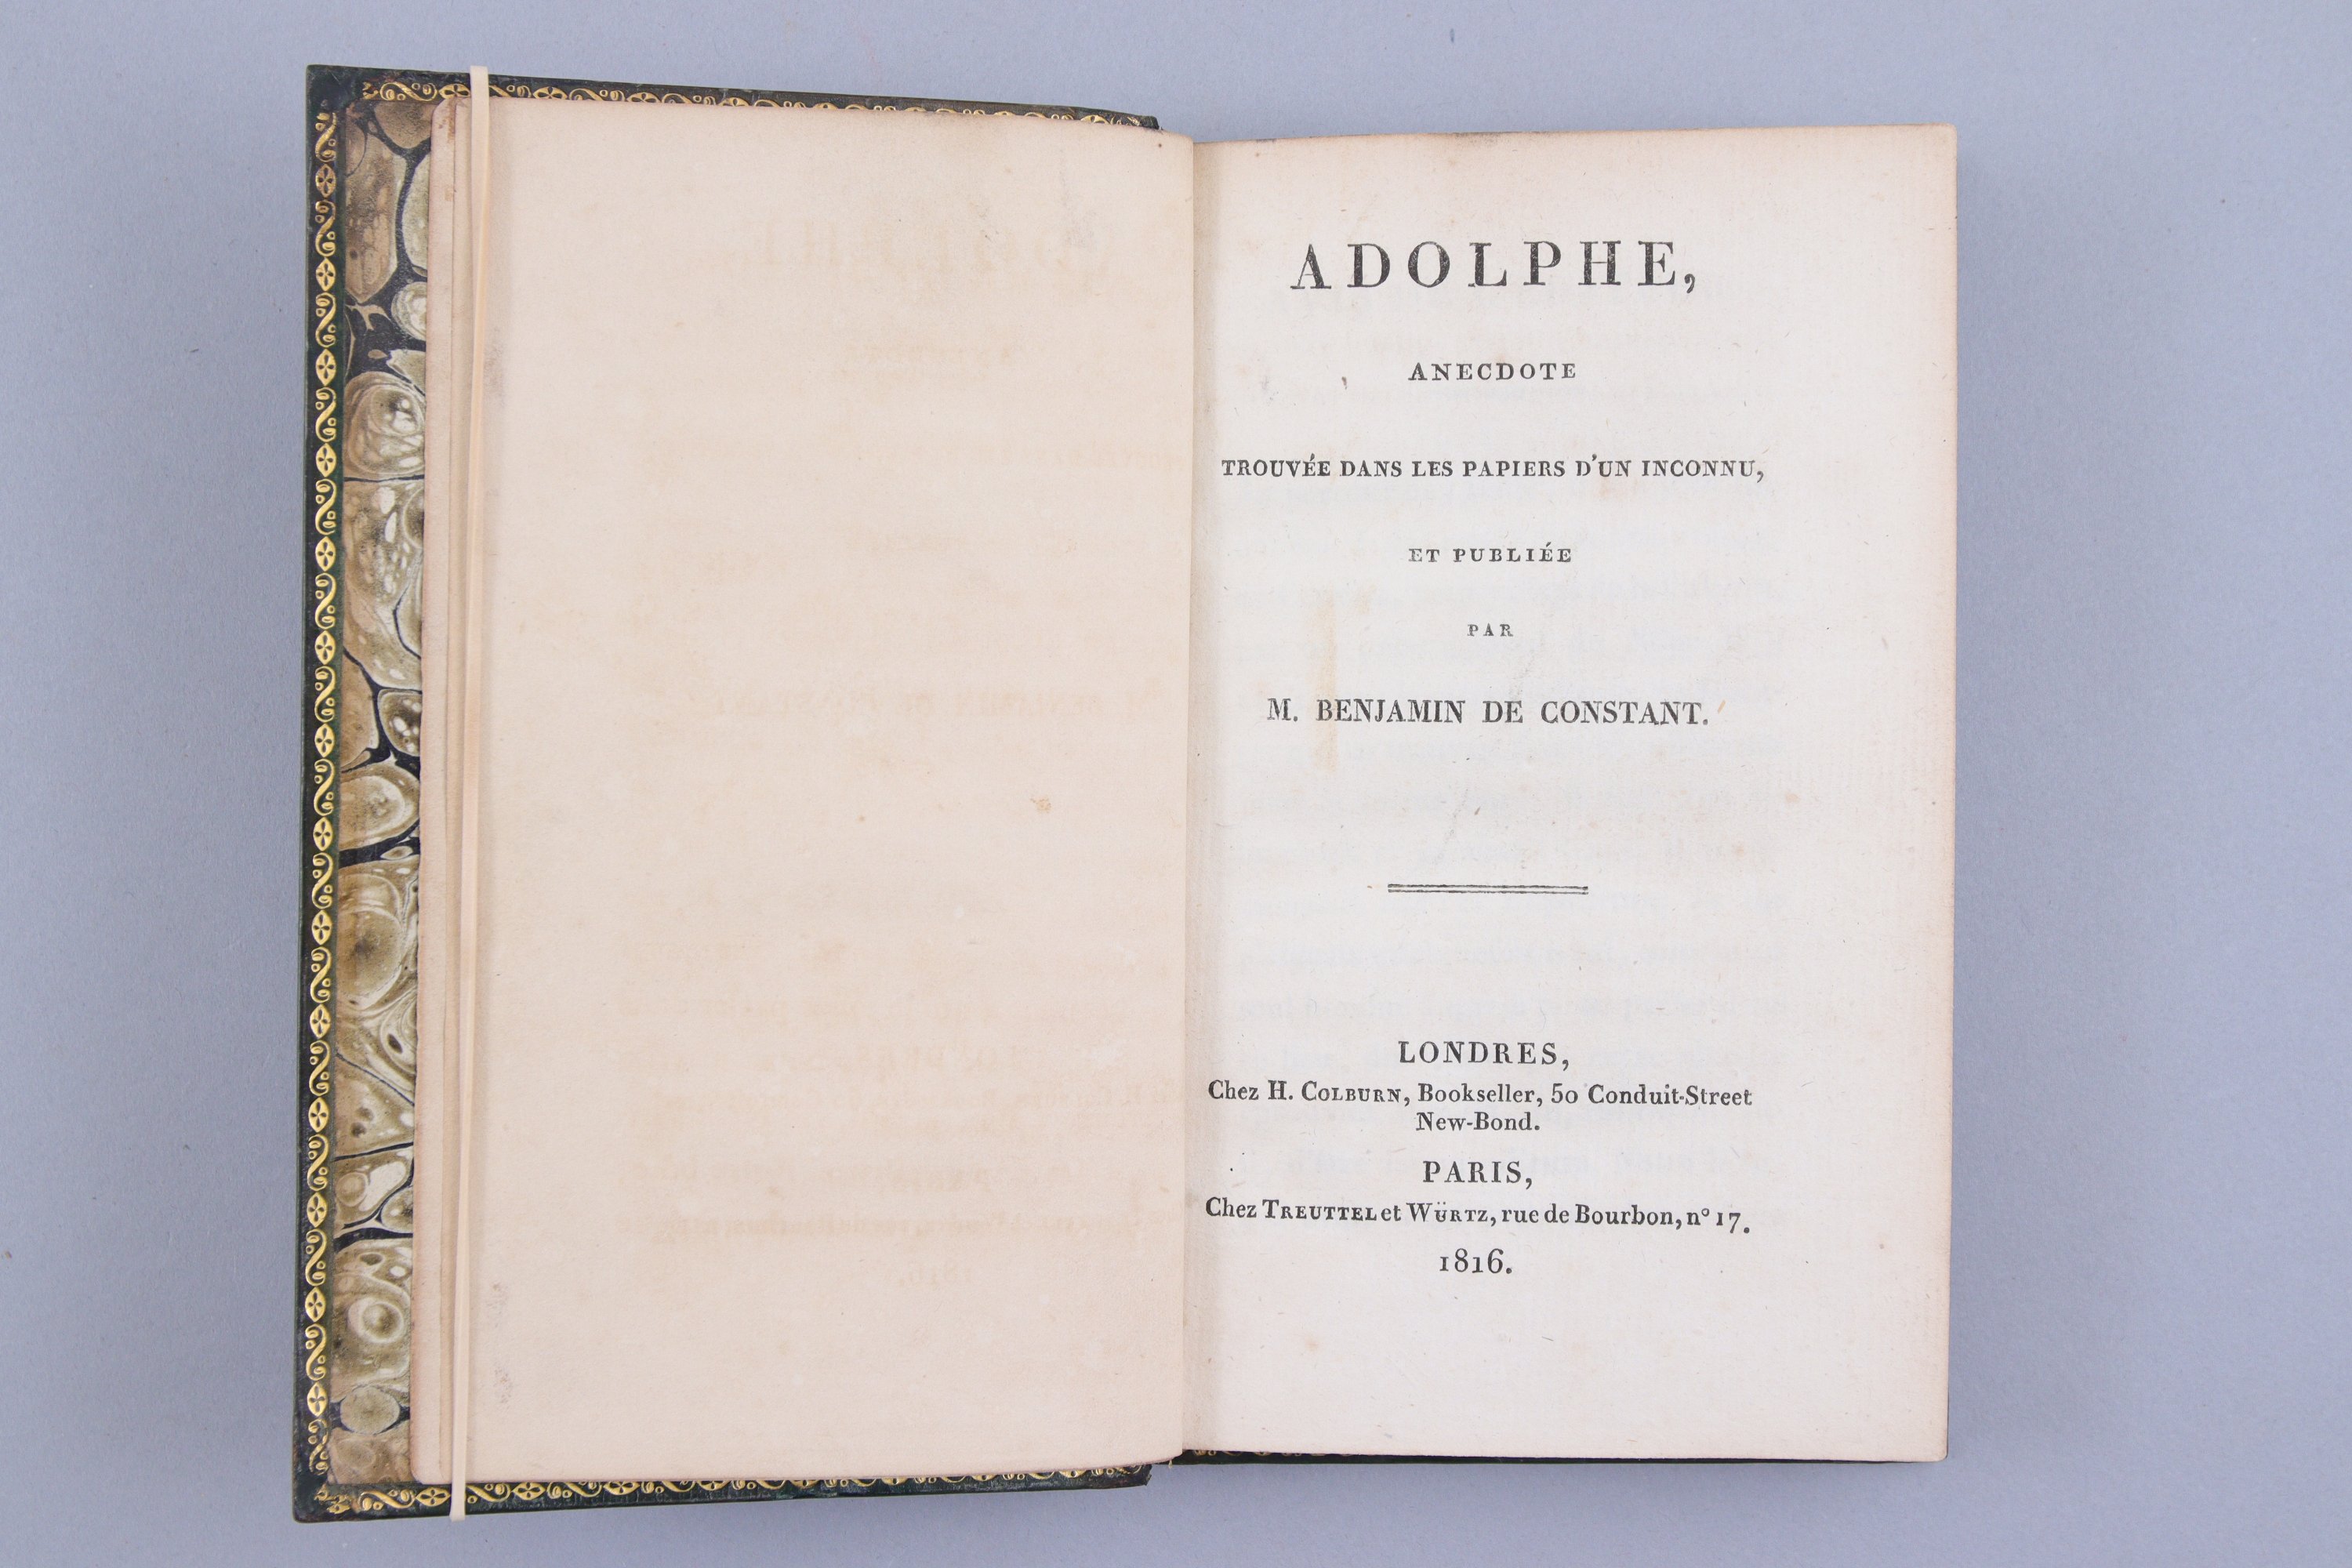 ADOLPHE,
ANECDOTE
TROUVÉE DANS LES PAPIERS D'UN INCONNU,
ET PUBLIÉE
PAR
M. BENJAMIN DE CONSTANT.
LONDRES,
Chez H. COLBURN, Bookseller, 50 Conduit-Street
New-Bond.
PARIS,
Chez TREUTTEL et WÜRTZ, rue de Bourbon, n° 17.
1816.